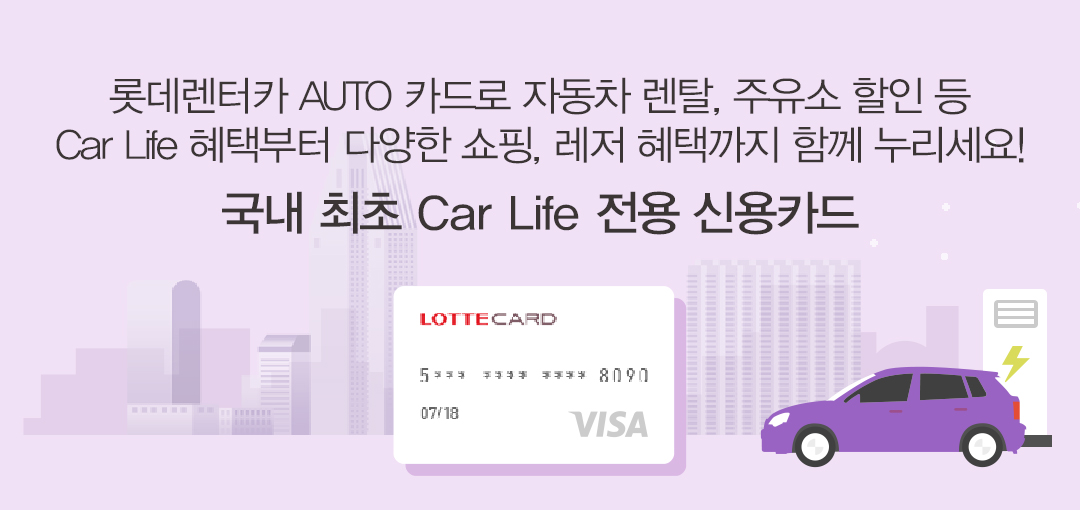 롯데렌터카 AUTO 카드로 자동차 렌탈, 주유소 할인 등
Car Life 혜택부터 다양한 쇼핑, 레저 혜택까지 함께 누리세요!
국내 최초 Car Life 전용 신용카드
LOTTECARD
5*** **** **** 8090
07/18
VISA